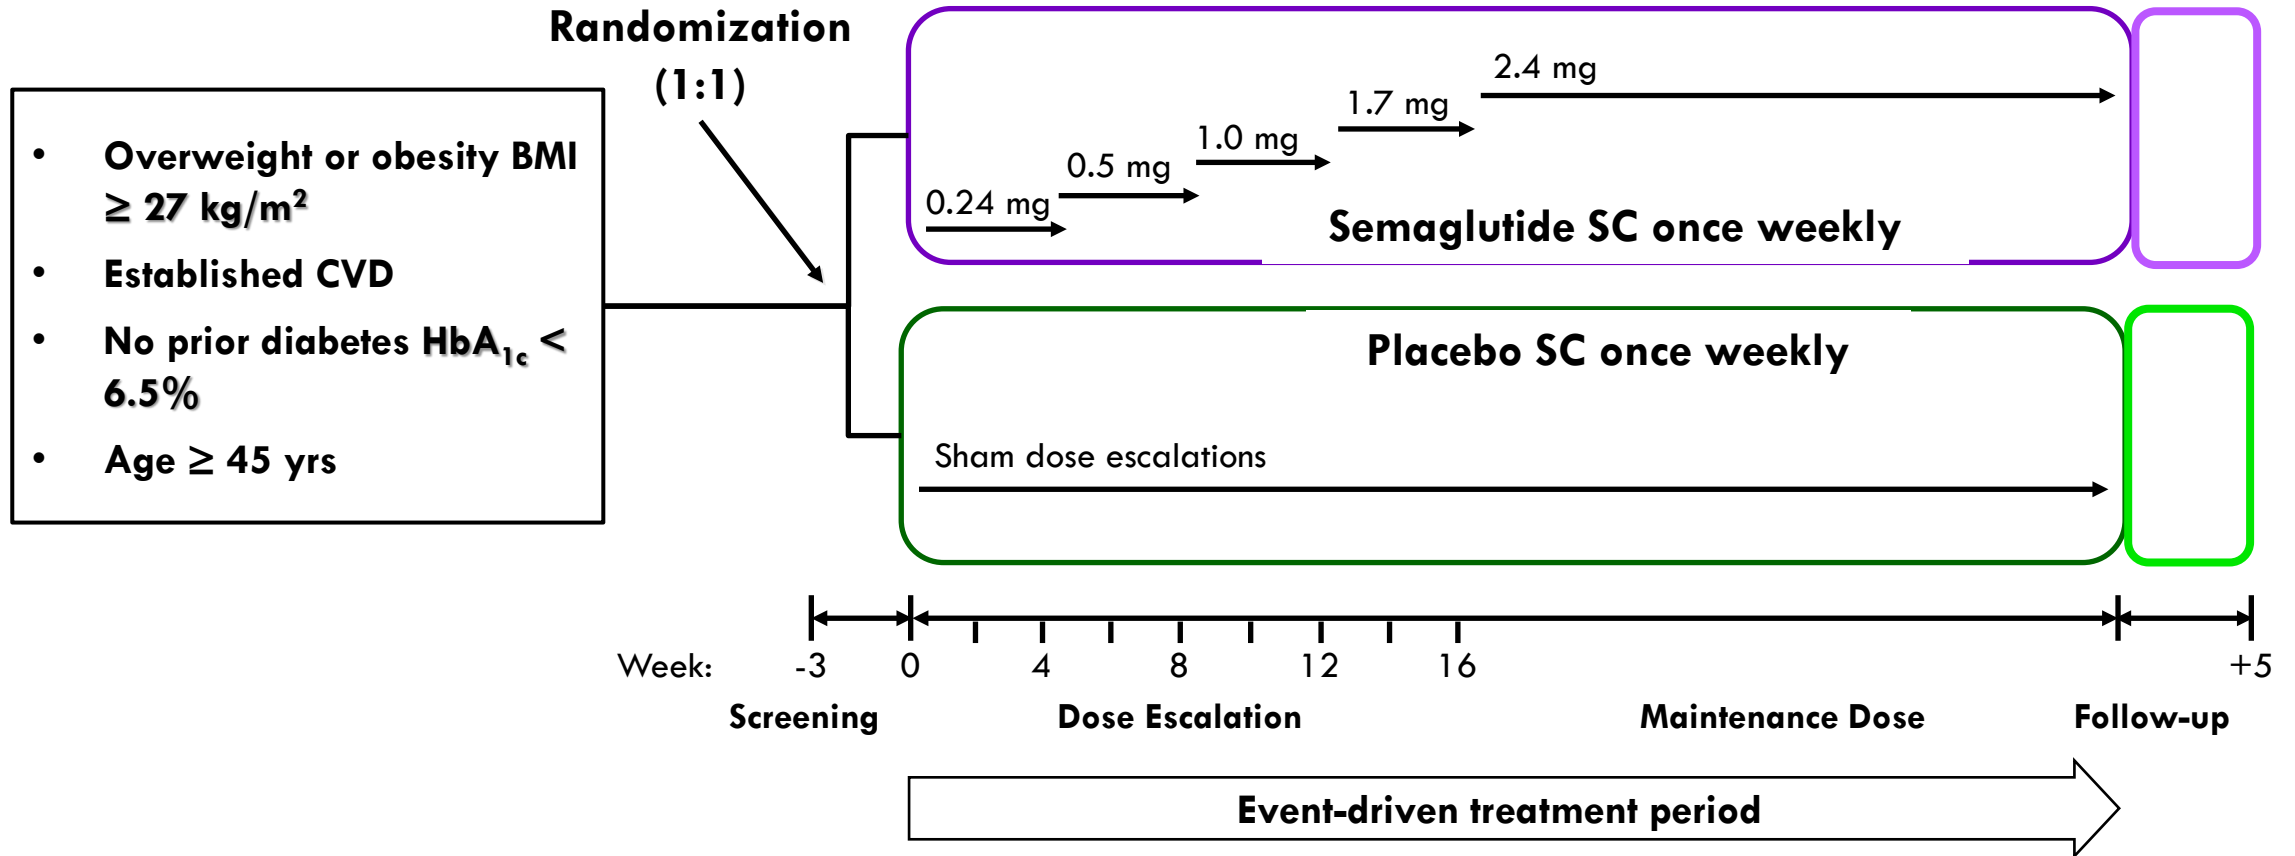 Randomization
(1:1)
• Overweight or obesity BMI
≥ 27 kg/m²
• Established CVD
• No prior diabetes HbA₁c <
6.5%
• Age ≥ 45 yrs
2.4 mg
1.7 mg
1.0 mg
0.5 mg
0.24 mg
Semaglutide SC once weekly
Placebo SC once weekly
Sham dose escalations
Week: -3 0 4 8 12 16 +5
Screening Dose Escalation Maintenance Dose Follow-up
Event-driven treatment period